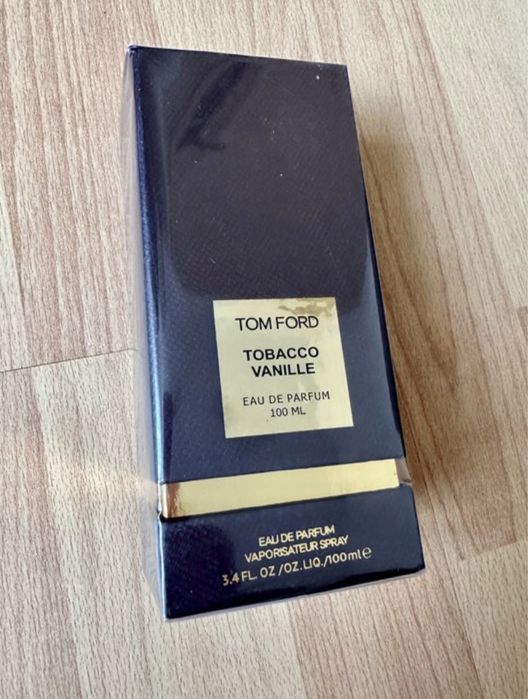 TOM FORD
TOBACCO
VANILLE
EAU DE PARFUM
100 ML
EAU DE PARFUM
VAPORISATEUR SPRAY
3.4 FL. OZ /OZ. LIQ./100 ml e